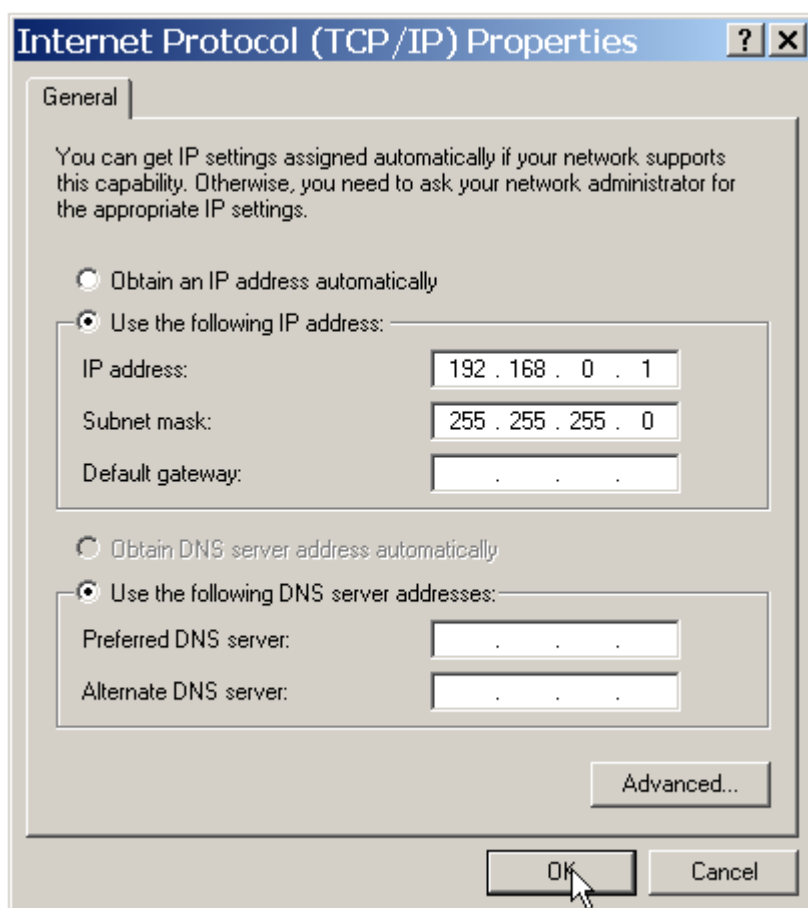 Internet Protocol (TCP/IP) Properties ? X
General
You can get IP settings assigned automatically if your network supports
this capability. Otherwise, you need to ask your network administrator for
the appropriate IP settings.
Obtain an IP address automatically
Use the following IP address:
IP address: 192 . 168 . 0 . 1
Subnet mask: 255 . 255 . 255 . 0
Default gateway: . . .
Obtain DNS server address automatically
Use the following DNS server addresses:
Preferred DNS server: . . .
Alternate DNS server: . . .
Advanced...
OK Cancel